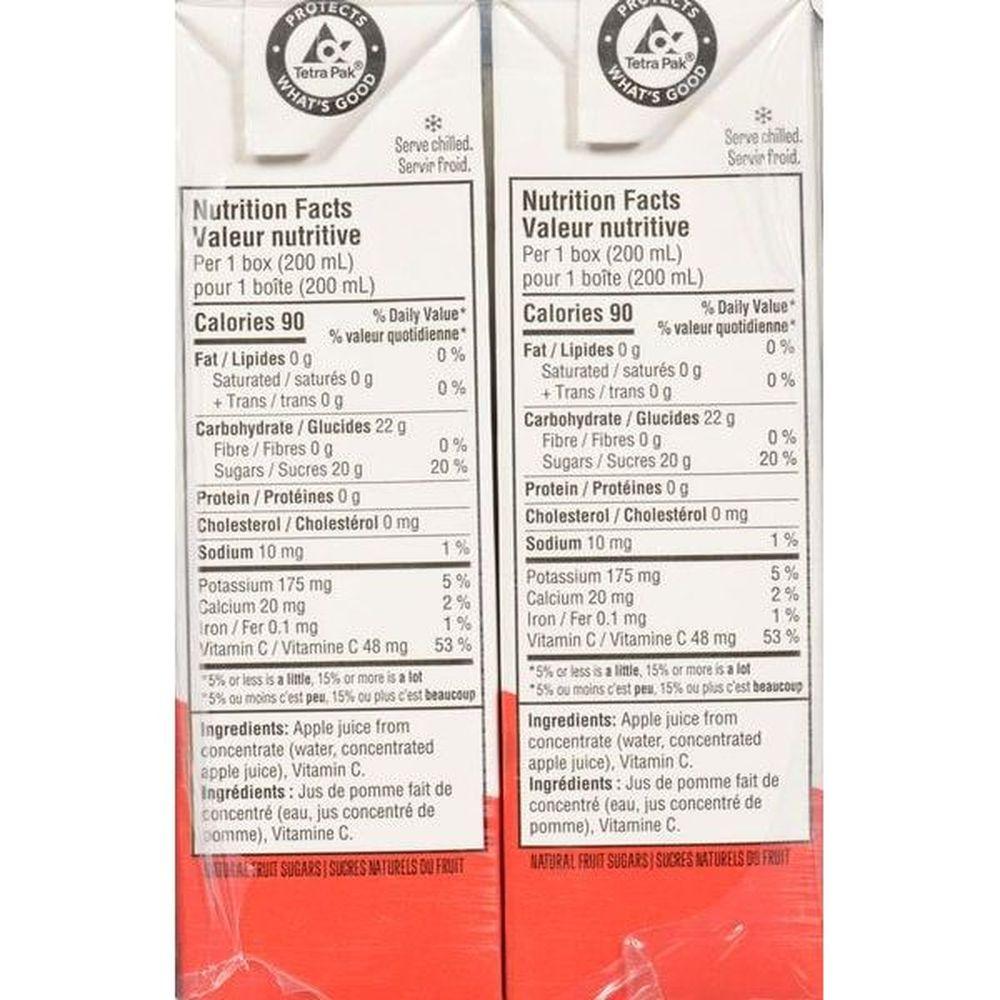 PROTECTS
Tetra Pak®
WHAT'S GOOD
Serve chilled.
Servir froid.
Nutrition Facts
Valeur nutritive
Per 1 box (200 mL)
pour 1 boîte (200 mL)
Calories 90
% Daily Value*
% valeur quotidienne*
Fat / Lipides 0 g 0 %
Saturated / saturés 0 g
+ Trans / trans 0 g 0 %
Carbohydrate / Glucides 22 g
Fibre / Fibres 0 g 0 %
Sugars / Sucres 20 g 20 %
Protein / Protéines 0 g
Cholesterol / Cholestérol 0 mg
Sodium 10 mg 1 %
Potassium 175 mg 5 %
Calcium 20 mg 2 %
Iron / Fer 0.1 mg 1 %
Vitamin C / Vitamine C 48 mg 53 %
*5% or less is a little, 15% or more is a lot
*5% ou moins c'est peu, 15% ou plus c'est beaucoup
Ingredients: Apple juice from
concentrate (water, concentrated
apple juice), Vitamin C.
Ingrédients : Jus de pomme fait de
concentré (eau, jus concentré de
pomme), Vitamine C.
NATURAL FRUIT SUGARS | SUCRES NATURELS DU FRUIT
PROTECTS
Tetra Pak®
WHAT'S GOOD
Serve chilled.
Servir froid.
Nutrition Facts
Valeur nutritive
Per 1 box (200 mL)
pour 1 boîte (200 mL)
Calories 90
% Daily Value*
% valeur quotidienne*
Fat / Lipides 0 g 0 %
Saturated / saturés 0 g
+ Trans / trans 0 g 0 %
Carbohydrate / Glucides 22 g
Fibre / Fibres 0 g 0 %
Sugars / Sucres 20 g 20 %
Protein / Protéines 0 g
Cholesterol / Cholestérol 0 mg
Sodium 10 mg 1 %
Potassium 175 mg 5 %
Calcium 20 mg 2 %
Iron / Fer 0.1 mg 1 %
Vitamin C / Vitamine C 48 mg 53 %
*5% or less is a little, 15% or more is a lot
*5% ou moins c'est peu, 15% ou plus c'est beaucoup
Ingredients: Apple juice from
concentrate (water, concentrated
apple juice), Vitamin C.
Ingrédients : Jus de pomme fait de
concentré (eau, jus concentré de
pomme), Vitamine C.
NATURAL FRUIT SUGARS | SUCRES NATURELS DU FRUIT